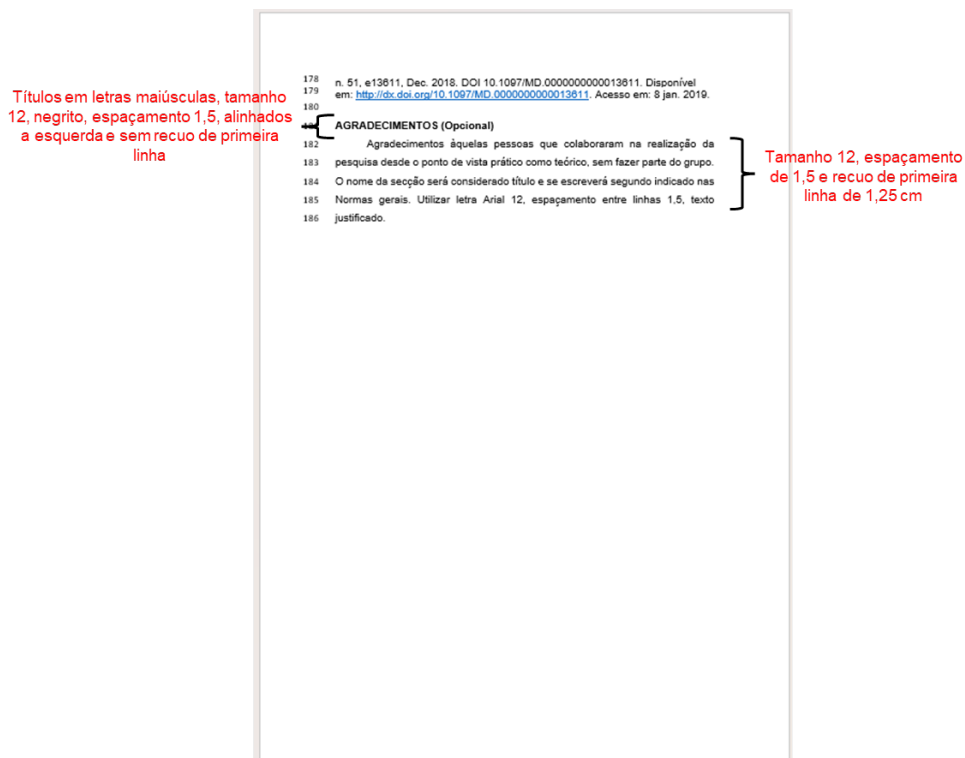 178 n. 51, e13611, Dec. 2018. DOI 10.1097/MD.0000000000013611. Disponível
179 em: http://dx.doi.org/10.1097/MD.0000000000013611. Acesso em: 8 jan. 2019.
180
Títulos em letras maiúsculas, tamanho
12, negrito, espaçamento 1,5, alinhados
a esquerda e sem recuo de primeira
linha
AGRADECIMENTOS (Opcional)
182 Agradecimentos àquelas pessoas que colaboraram na realização da
183 pesquisa desde o ponto de vista prático como teórico, sem fazer parte do grupo.
184 O nome da secção será considerado título e se escreverá segundo indicado nas
185 Normas gerais. Utilizar letra Arial 12, espaçamento entre linhas 1,5, texto
186 justificado.
Tamanho 12, espaçamento
de 1,5 e recuo de primeira
linha de 1,25 cm